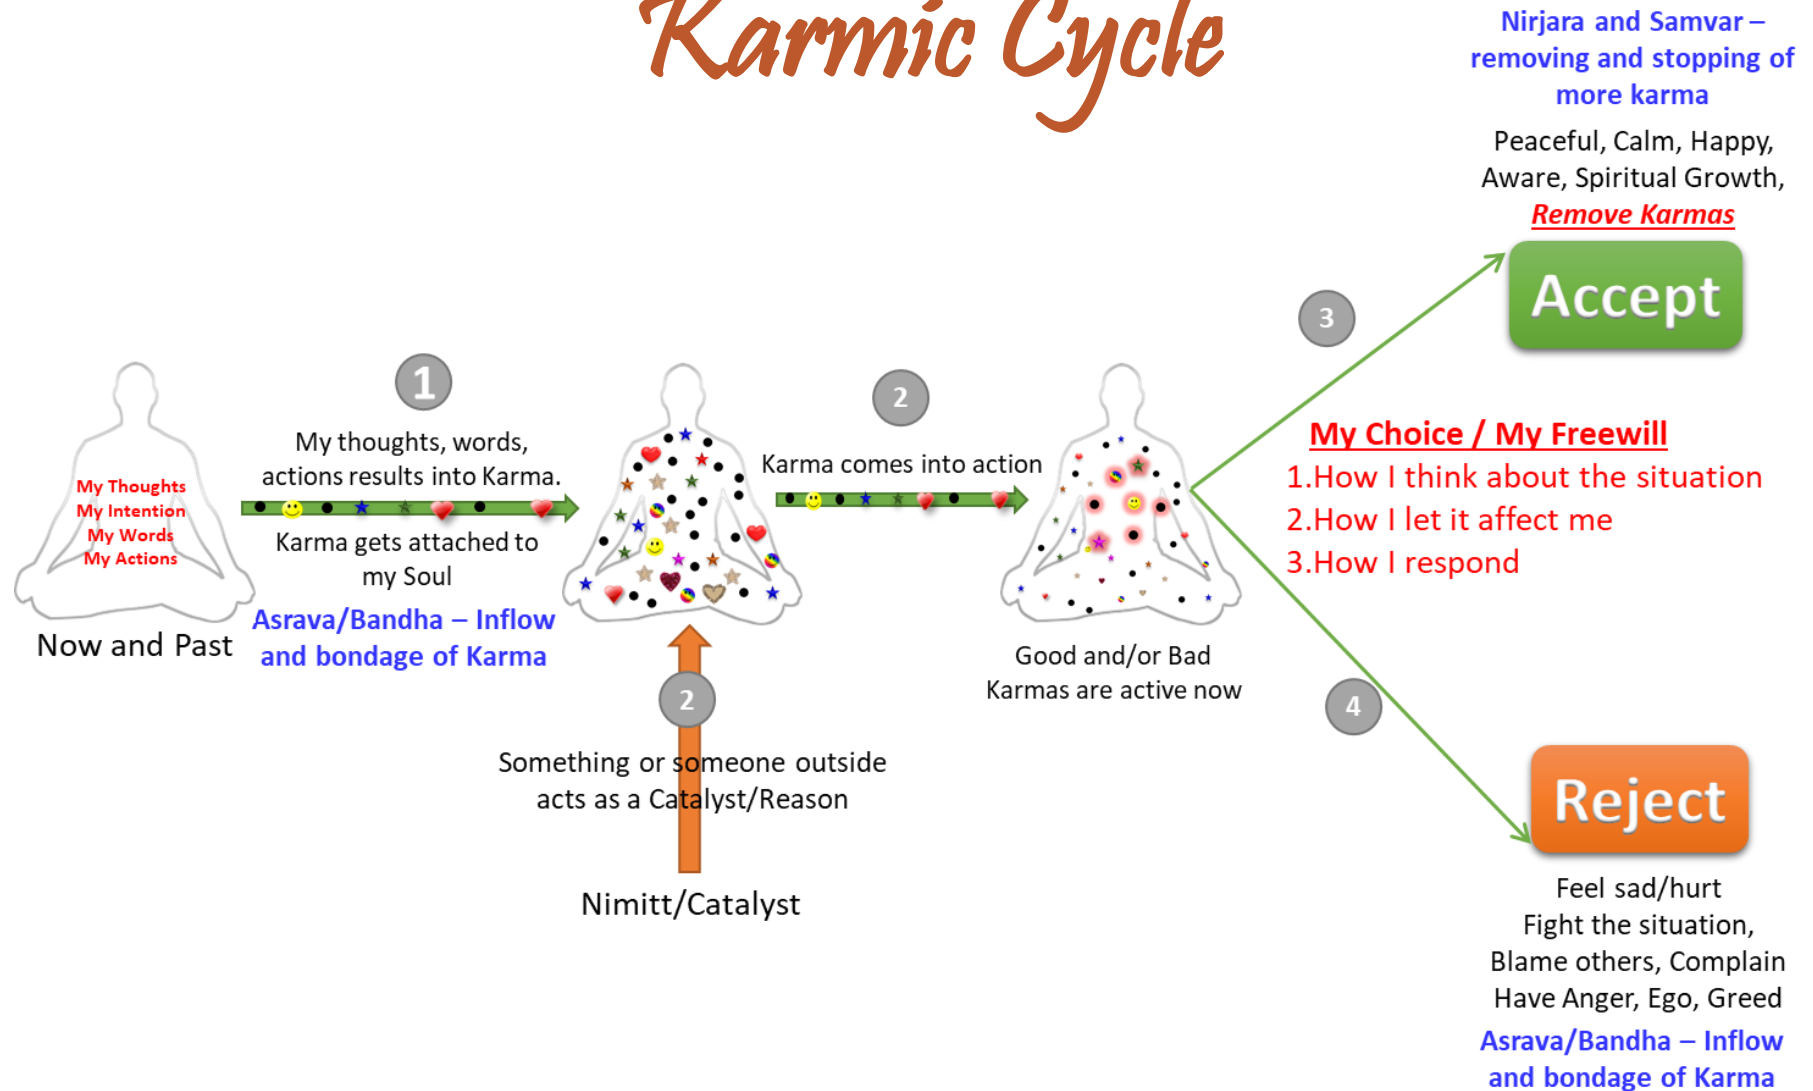 Karmic Cycle
Nirjara and Samvar –
removing and stopping of
more karma
Peaceful, Calm, Happy,
Aware, Spiritual Growth,
Remove Karmas
Accept
3
1
My thoughts, words,
actions results into Karma.
Karma gets attached to
my Soul
Asrava/Bandha – Inflow
and bondage of Karma
My Thoughts
My Intention
My Words
My Actions
Now and Past
2
Karma comes into action
Good and/or Bad
Karmas are active now
My Choice / My Freewill
1.How I think about the situation
2.How I let it affect me
3.How I respond
2
Something or someone outside
acts as a Catalyst/Reason
Nimitt/Catalyst
4
Reject
Feel sad/hurt
Fight the situation,
Blame others, Complain
Have Anger, Ego, Greed
Asrava/Bandha – Inflow
and bondage of Karma